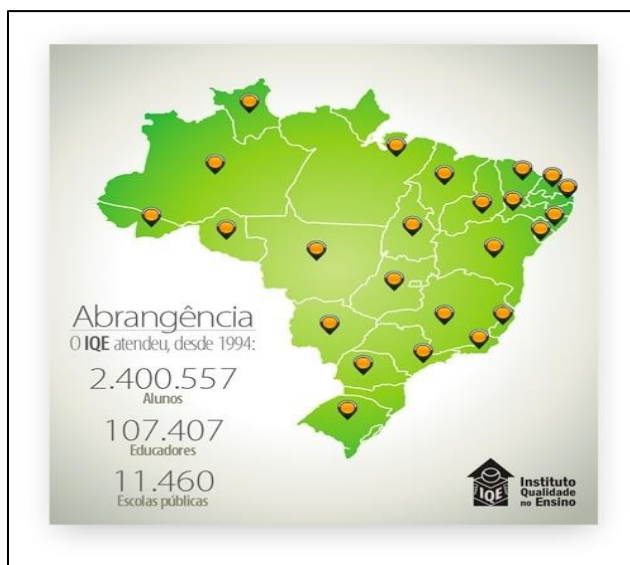 Abrangência
O IQE atendeu, desde 1994:
2.400.557
Alunos
107.407
Educadores
11.460
Escolas públicas
IQE
Instituto
Qualidade
no Ensino